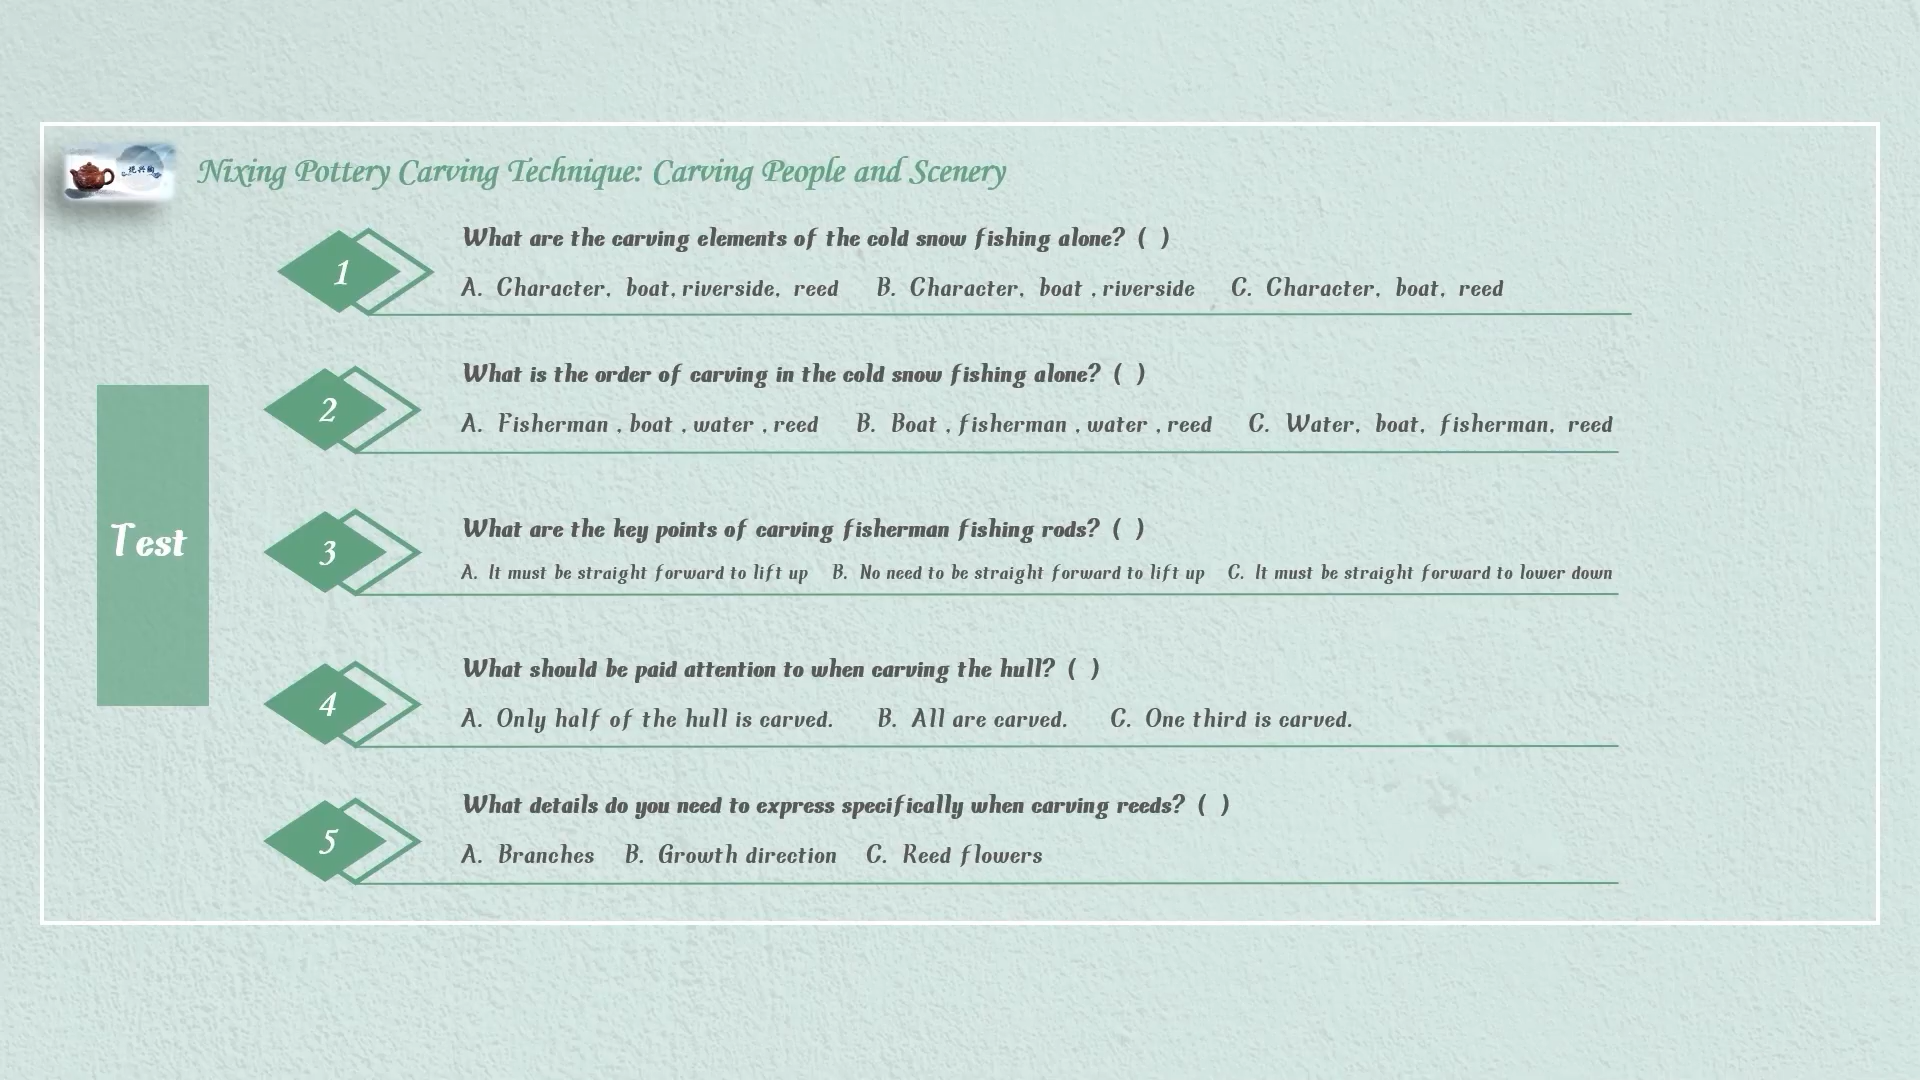 坭兴陶
Nixing Pottery Carving Technique: Carving People and Scenery
What are the carving elements of the cold snow fishing alone? ( )
1
A. Character, boat, riverside, reed B. Character, boat , riverside C. Character, boat, reed
What is the order of carving in the cold snow fishing alone? ( )
2
A. Fisherman , boat , water , reed B. Boat , fisherman , water , reed C. Water, boat, fisherman, reed
Test
What are the key points of carving fisherman fishing rods? ( )
3
A. It must be straight forward to lift up B. No need to be straight forward to lift up C. It must be straight forward to lower down
What should be paid attention to when carving the hull? ( )
4
A. Only half of the hull is carved. B. All are carved. C. One third is carved.
What details do you need to express specifically when carving reeds? ( )
5
A. Branches B. Growth direction C. Reed flowers